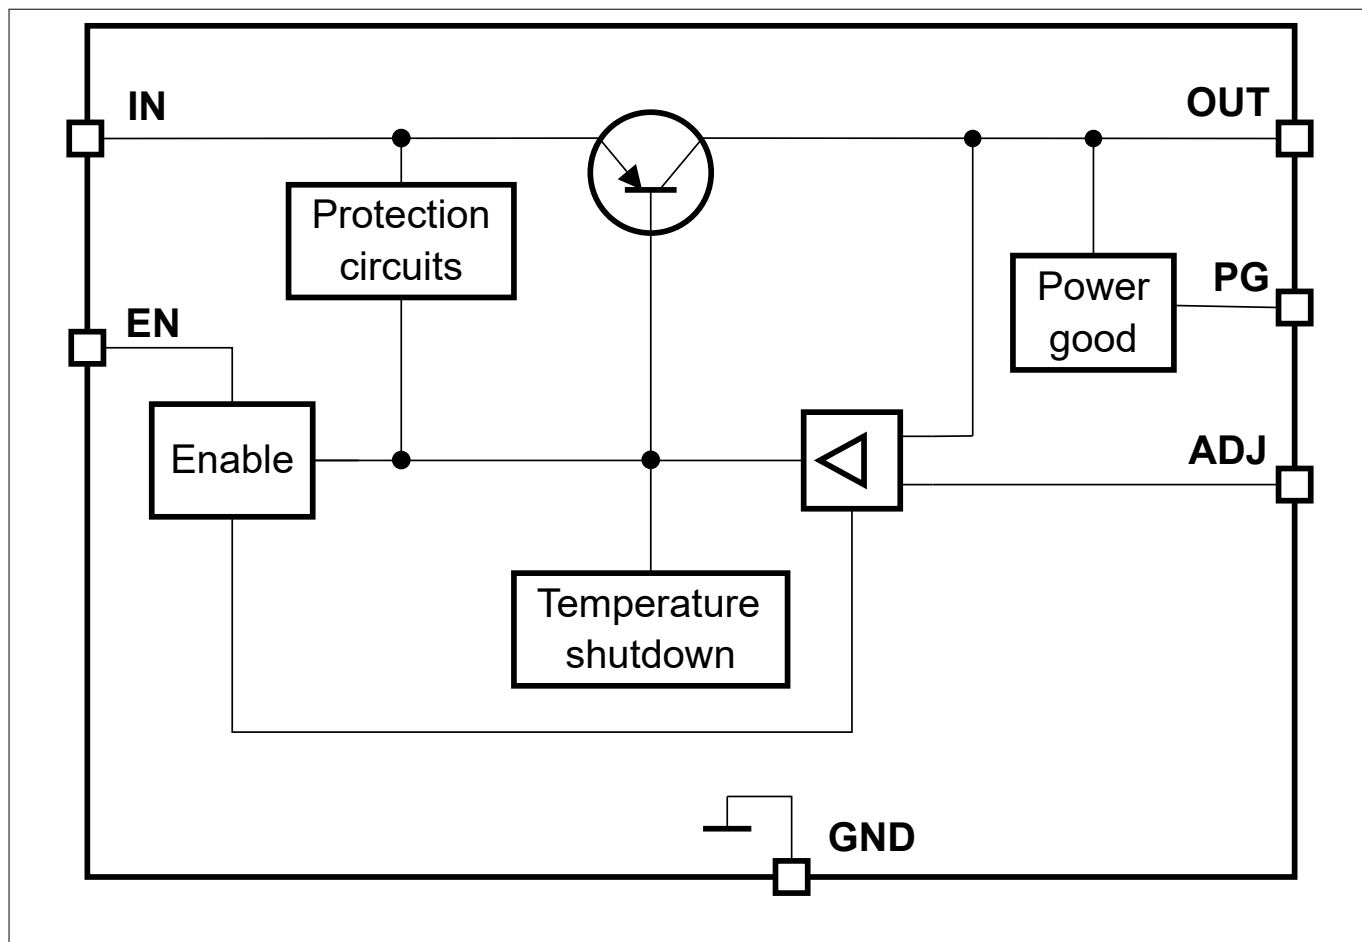 IN
OUT
Protection
circuits
Power
good
PG
EN
Enable
ADJ
Temperature
shutdown
GND